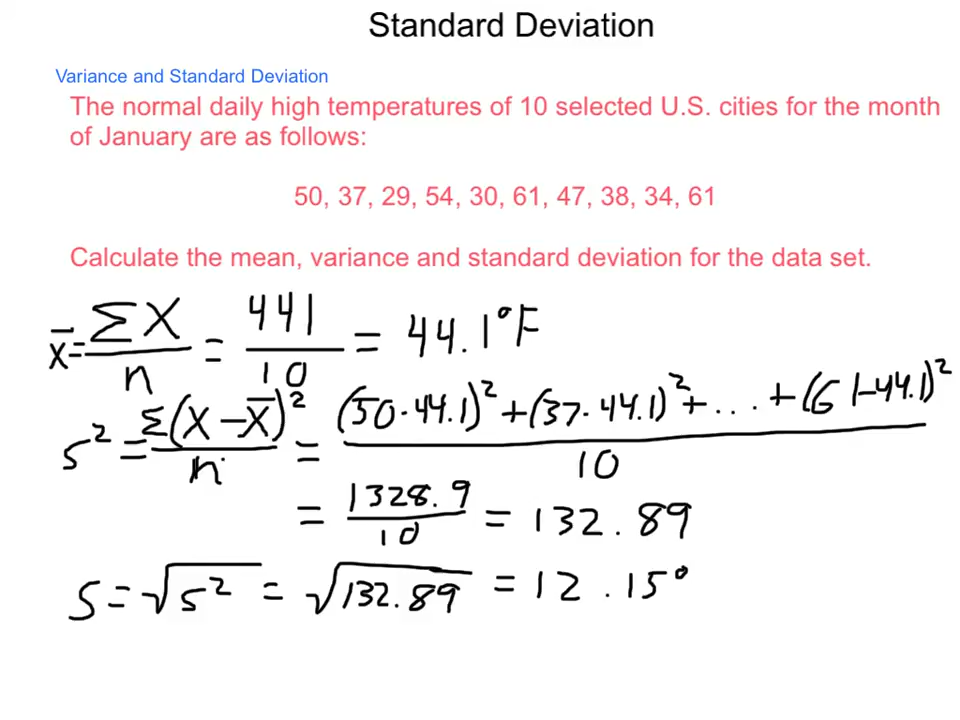 Standard Deviation
Variance and Standard Deviation
The normal daily high temperatures of 10 selected U.S. cities for the month
of January are as follows:
50, 37, 29, 54, 30, 61, 47, 38, 34, 61
Calculate the mean, variance and standard deviation for the data set.
x̄ = ΣX/n = 441/10 = 44.1°F
s² = Σ(X - X̄)²/n = ((50 - 44.1)² + (37 - 44.1)² + ... + (61 - 44.1)²)/10
= 1328.9/10 = 132.89
S = √s² = √132.89 = 12.15°